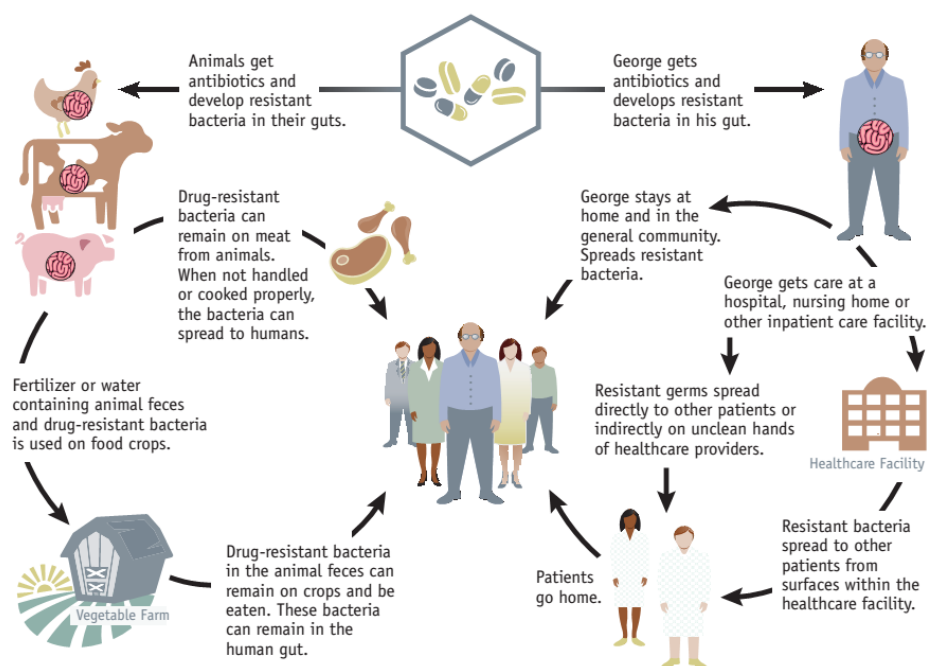 Animals get
antibiotics and
develop resistant
bacteria in their guts.
George gets
antibiotics and
develops resistant
bacteria in his gut.
Drug-resistant
bacteria can
remain on meat
from animals.
When not handled
or cooked properly,
the bacteria can
spread to humans.
George stays at
home and in the
general community.
Spreads resistant
bacteria.
George gets care at a
hospital, nursing home or
other inpatient care facility.
Fertilizer or water
containing animal feces
and drug-resistant bacteria
is used on food crops.
Resistant germs spread
directly to other patients or
indirectly on unclean hands
of healthcare providers.
Healthcare Facility
Vegetable Farm
Drug-resistant bacteria
in the animal feces can
remain on crops and be
eaten. These bacteria
can remain in the
human gut.
Patients
go home.
Resistant bacteria
spread to other
patients from
surfaces within the
healthcare facility.